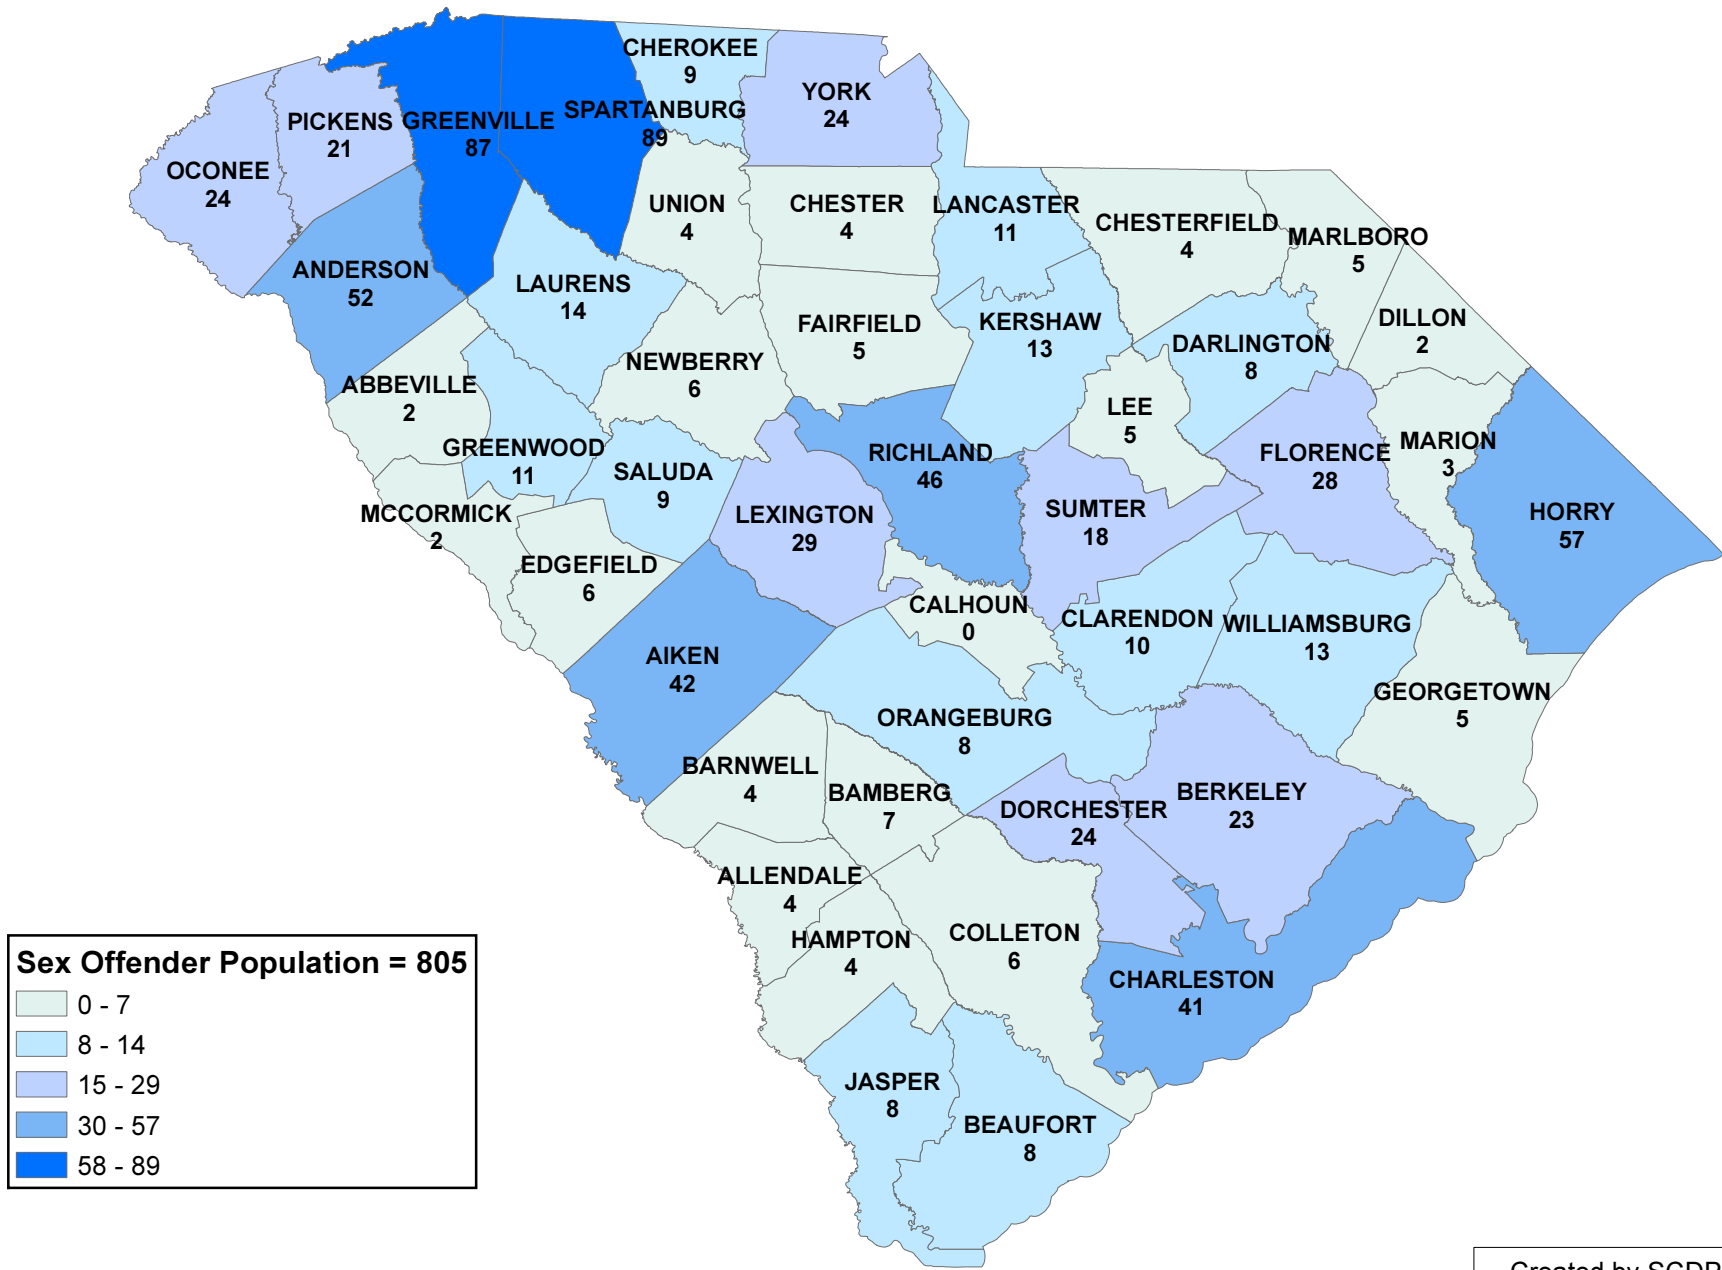 CHEROKEE
9
YORK
24
SPARTANBURG
89
PICKENS
21
GREENVILLE
87
OCONEE
24
UNION
4
CHESTER
4
LANCASTER
11
CHESTERFIELD
4
MARLBORO
5
ANDERSON
52
LAURENS
14
FAIRFIELD
5
KERSHAW
13
DILLON
2
DARLINGTON
8
NEWBERRY
6
ABBEVILLE
2
LEE
5
GREENWOOD
11
SALUDA
9
RICHLAND
46
FLORENCE
28
MARION
3
MCCORMICK
2
LEXINGTON
29
SUMTER
18
HORRY
57
EDGEFIELD
6
CALHOUN
0
CLARENDON
10
WILLIAMSBURG
13
AIKEN
42
GEORGETOWN
5
ORANGEBURG
8
BARNWELL
4
BAMBERG
7
DORCHESTER
24
BERKELEY
23
ALLENDALE
4
HAMPTON
4
COLLETON
6
CHARLESTON
41
JASPER
8
BEAUFORT
8
Sex Offender Population = 805
0 - 7
8 - 14
15 - 29
30 - 57
58 - 89
Created by